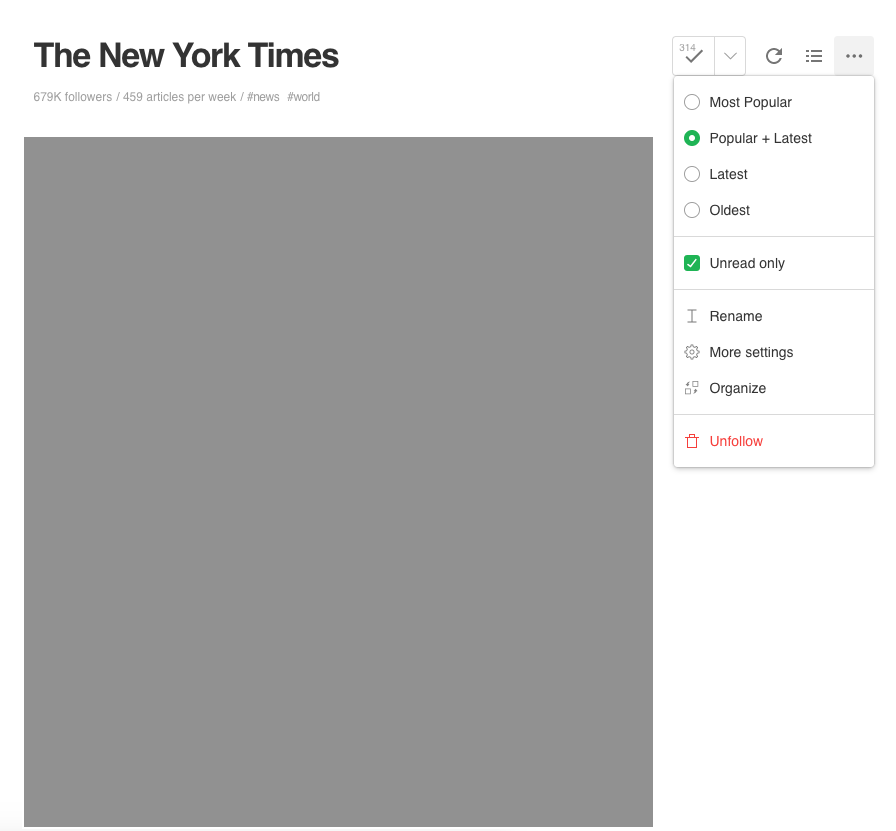 The New York Times
314
679K followers / 459 articles per week / #news #world
Most Popular
Popular + Latest
Latest
Oldest
Unread only
Rename
More settings
Organize
Unfollow